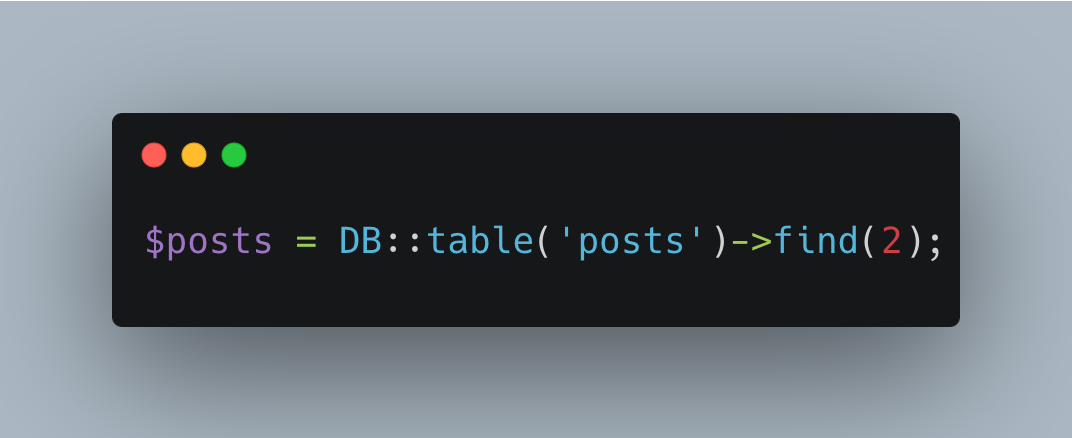 $posts = DB::table('posts')->find(2);